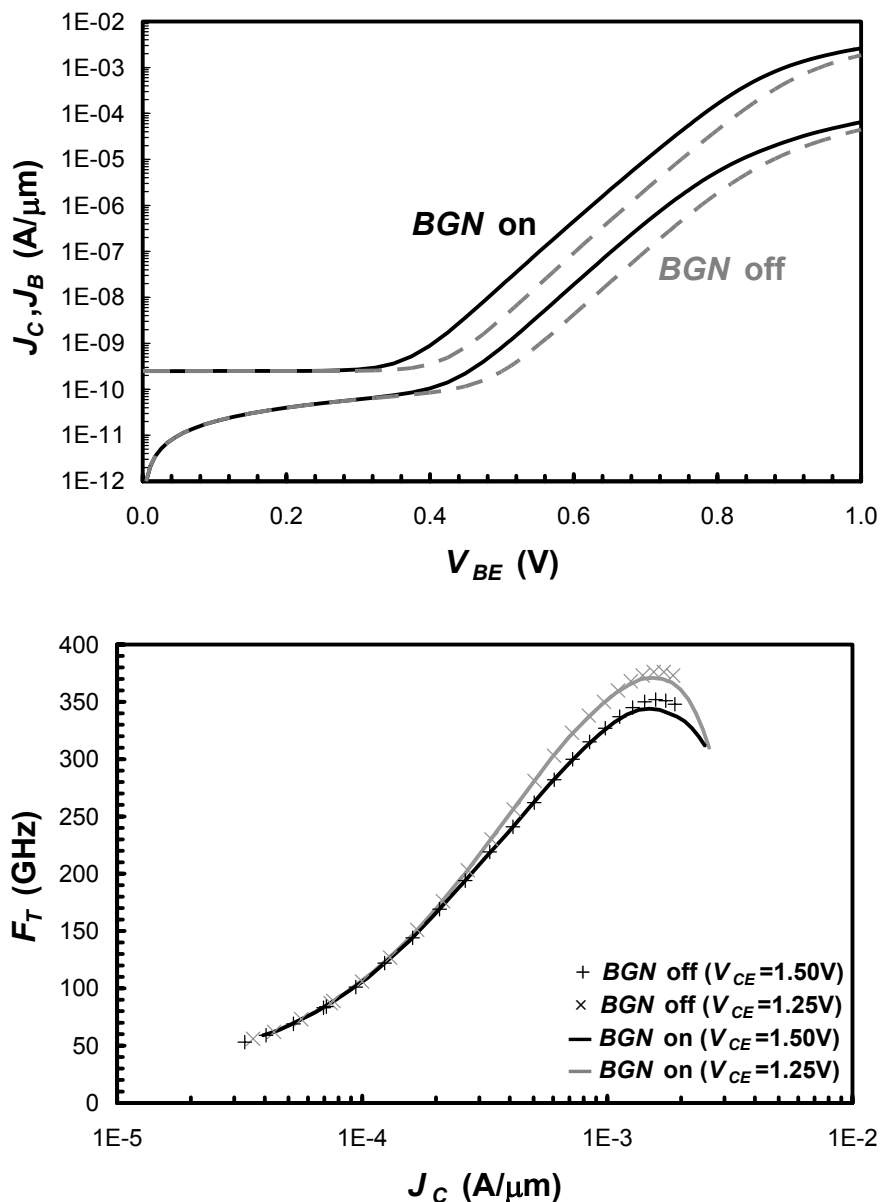 1E-02
1E-03
1E-04
1E-05
1E-06
1E-07
1E-08
1E-09
1E-10
1E-11
1E-12
J_C, J_B (A/μm)
BGN on
BGN off
0.0 0.2 0.4 0.6 0.8 1.0
V_BE (V)
400
350
300
250
200
150
100
50
0
F_T (GHz)
BGN off (V_CE=1.50V)
BGN off (V_CE=1.25V)
BGN on (V_CE=1.50V)
BGN on (V_CE=1.25V)
1E-5 1E-4 1E-3 1E-2
J_C (A/μm)